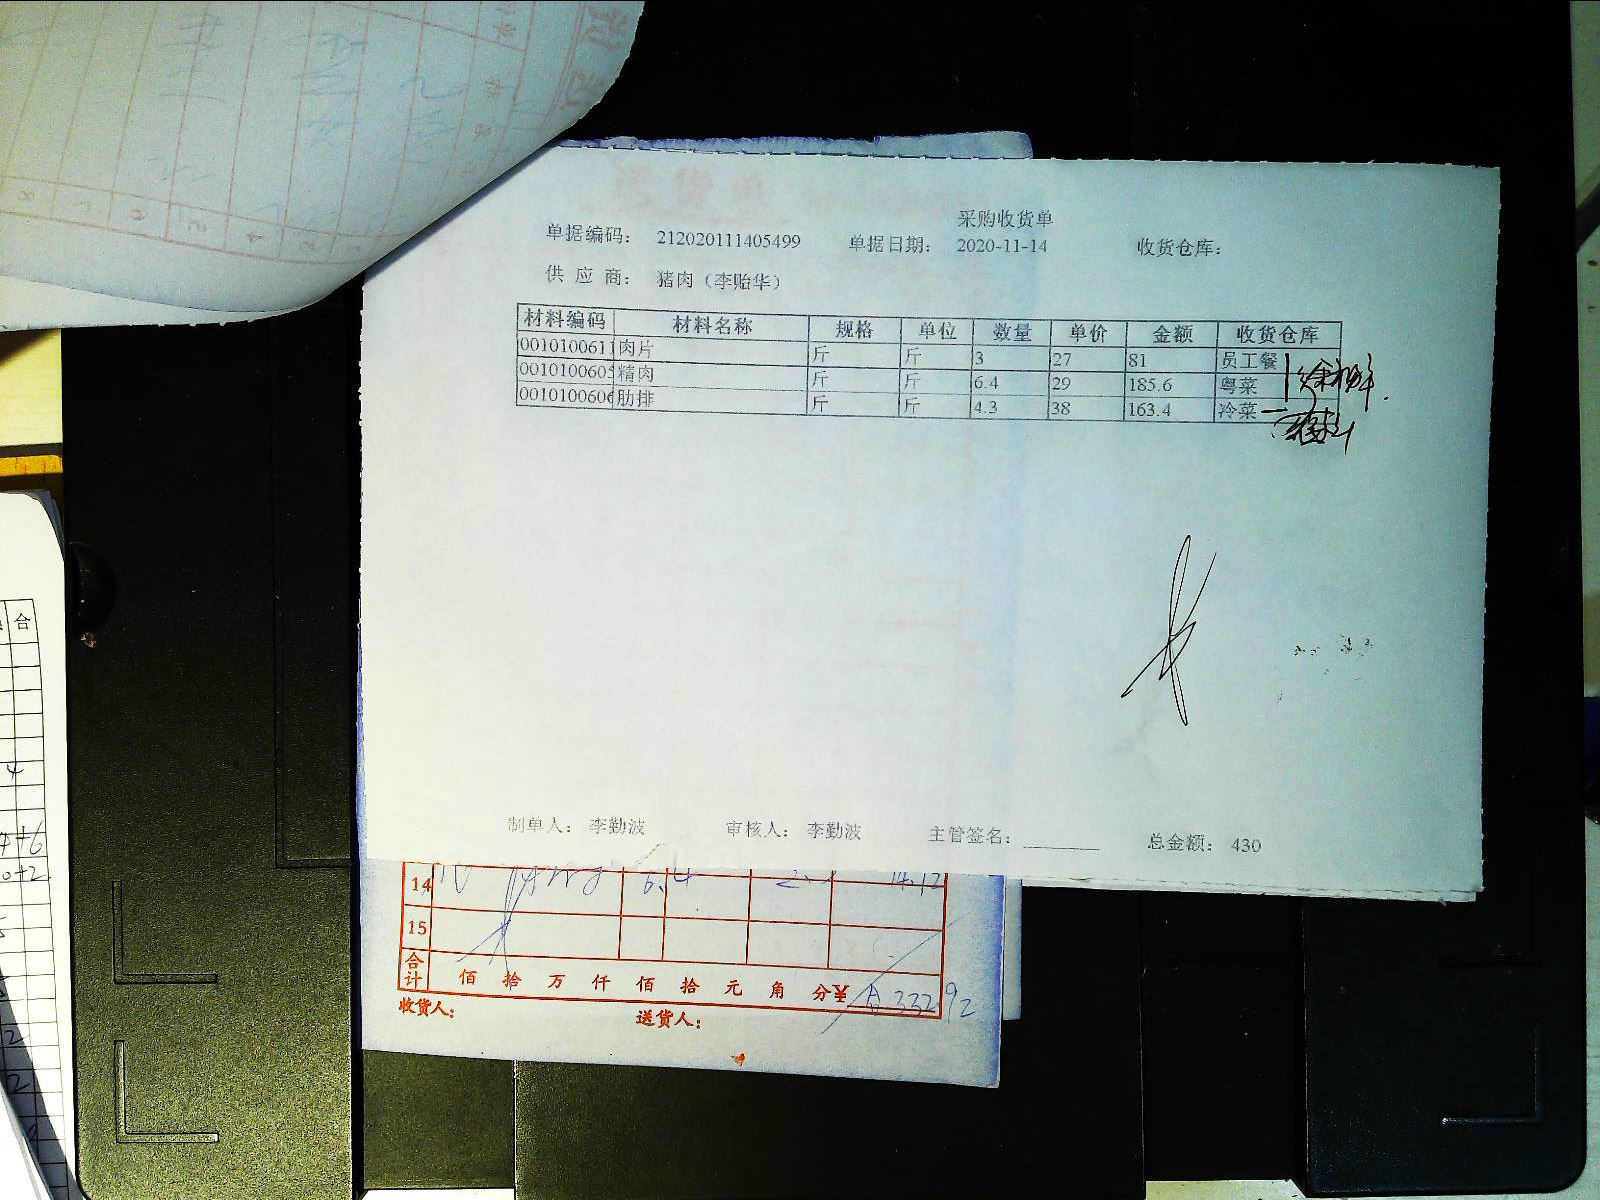 采购收货单
单据编码: 212020111405499 单据日期: 2020-11-14 收货仓库:
供 应 商: 猪肉（李贻华）
材料编码 材料名称 规格 单位 数量 单价 金额 收货仓库
0010100611 肉片 斤 斤 3 27 81 员工餐
0010100605 精肉 斤 斤 6.4 29 185.6 粤菜
0010100606 肋排 斤 斤 4.3 38 163.4 冷菜
制单人: 李勤波 审核人: 李勤波 主管签名: 总金额: 430
14
15
合计 佰 拾 万 仟 佰 拾 元 角 分 ¥
收货人: 送货人:
合
4+6